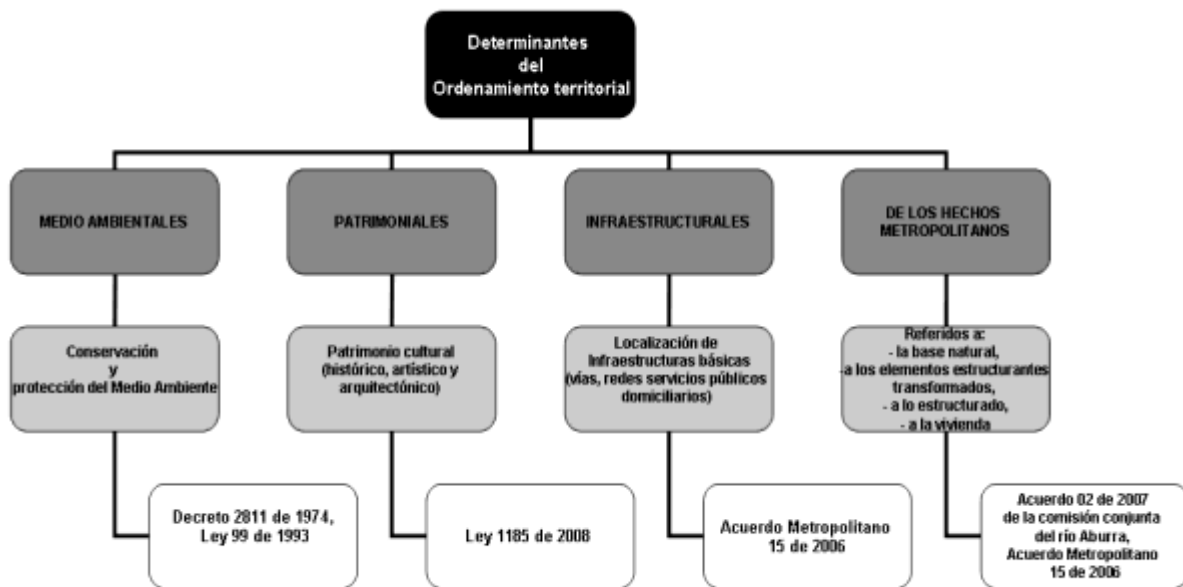 Determinantes
del
Ordenamiento territorial
MEDIO AMBIENTALES
PATRIMONIALES
INFRAESTRUCTURALES
DE LOS HECHOS
METROPOLITANOS
Conservación
y
protección del Medio Ambiente
Patrimonio cultural
(histórico, artístico y
arquitectónico)
Localización de
Infraestructuras básicas
(vías, redes servicios públicos
domiciliarios)
Referidos a:
- la base natural,
-a los elementos estructurantes
transformados,
- a lo estructurado,
- a la vivienda
Decreto 2811 de 1974,
Ley 99 de 1993
Ley 1185 de 2008
Acuerdo Metropolitano
15 de 2006
Acuerdo 02 de 2007
de la comisión conjunta
del río Aburra,
Acuerdo Metropolitano
15 de 2006